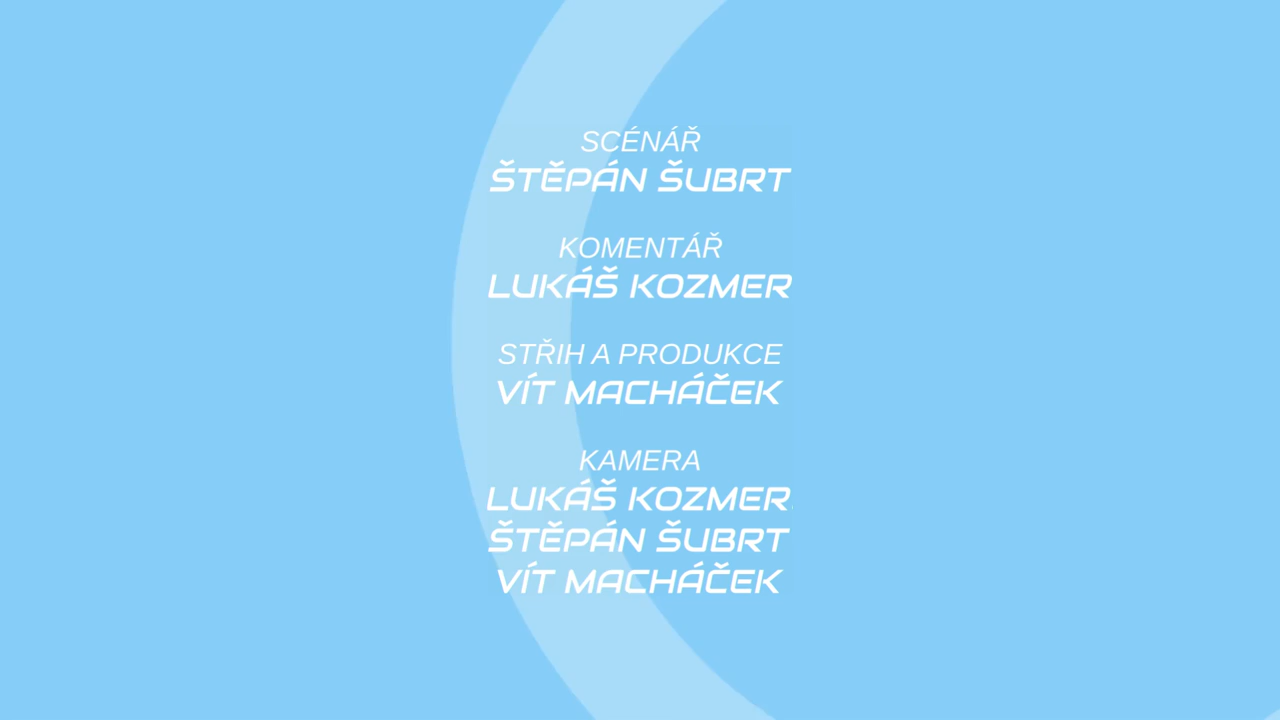 SCÉNÁŘ
ŠTĚPÁN ŠUBRT
KOMENTÁŘ
LUKÁŠ KOZMER
STŘIH A PRODUKCE
VÍT MACHÁČEK
KAMERA
LUKÁŠ KOZMER.
ŠTĚPÁN ŠUBRT
VÍT MACHÁČEK